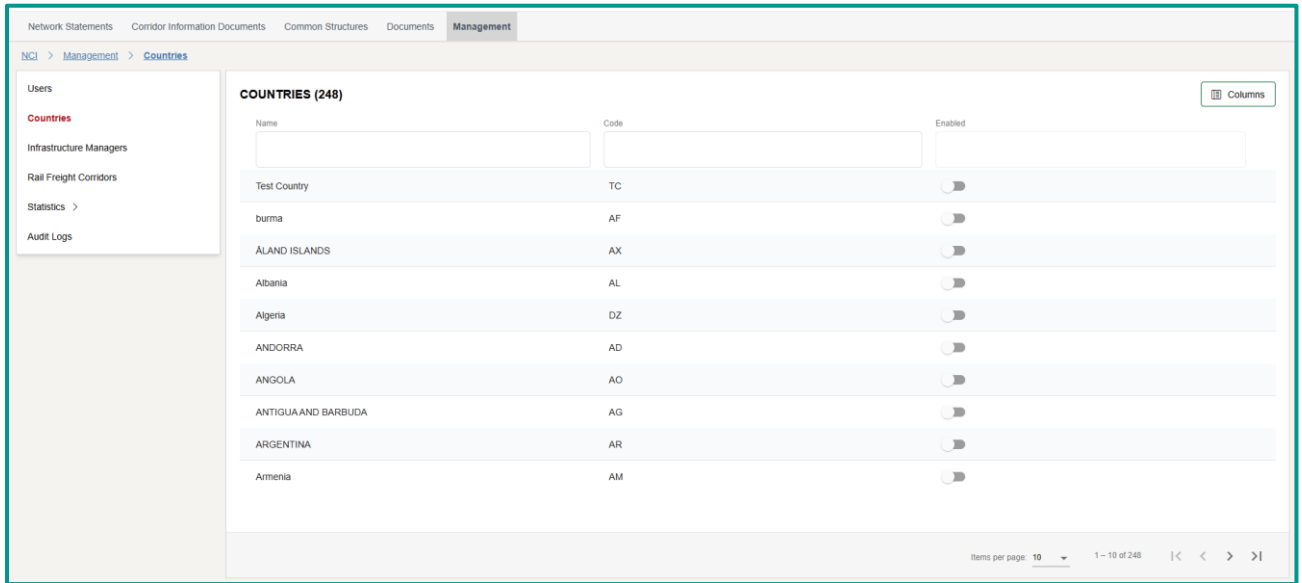 Network Statements Corridor Information Documents Common Structures Documents Management
NCI > Management > Countries
Users
Countries
Infrastructure Managers
Rail Freight Corridors
Statistics >
Audit Logs
COUNTRIES (248)
Columns
Name Code Enabled
Test Country TC
burma AF
ÅLAND ISLANDS AX
Albania AL
Algeria DZ
ANDORRA AD
ANGOLA AO
ANTIGUA AND BARBUDA AG
ARGENTINA AR
Armenia AM
Items per page: 10 1 – 10 of 248